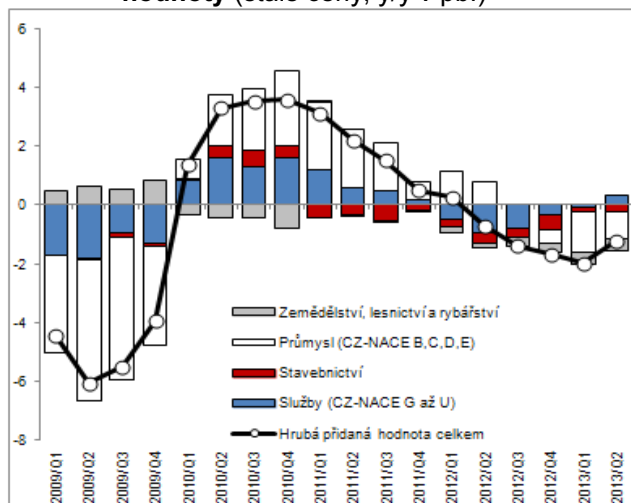 hodnoty (stálé ceny, y/y v pb.)
6
4
2
0
-2
-4
-6
-8
Zemědělství, lesnictví a rybářství
Průmysl (CZ-NACE B,C,D,E)
Stavebnictví
Služby (CZ-NACE G až U)
Hrubá přidaná hodnota celkem
2009/Q1
2009/Q2
2009/Q3
2009/Q4
2010/Q1
2010/Q2
2010/Q3
2010/Q4
2011/Q1
2011/Q2
2011/Q3
2011/Q4
2012/Q1
2012/Q2
2012/Q3
2012/Q4
2013/Q1
2013/Q2